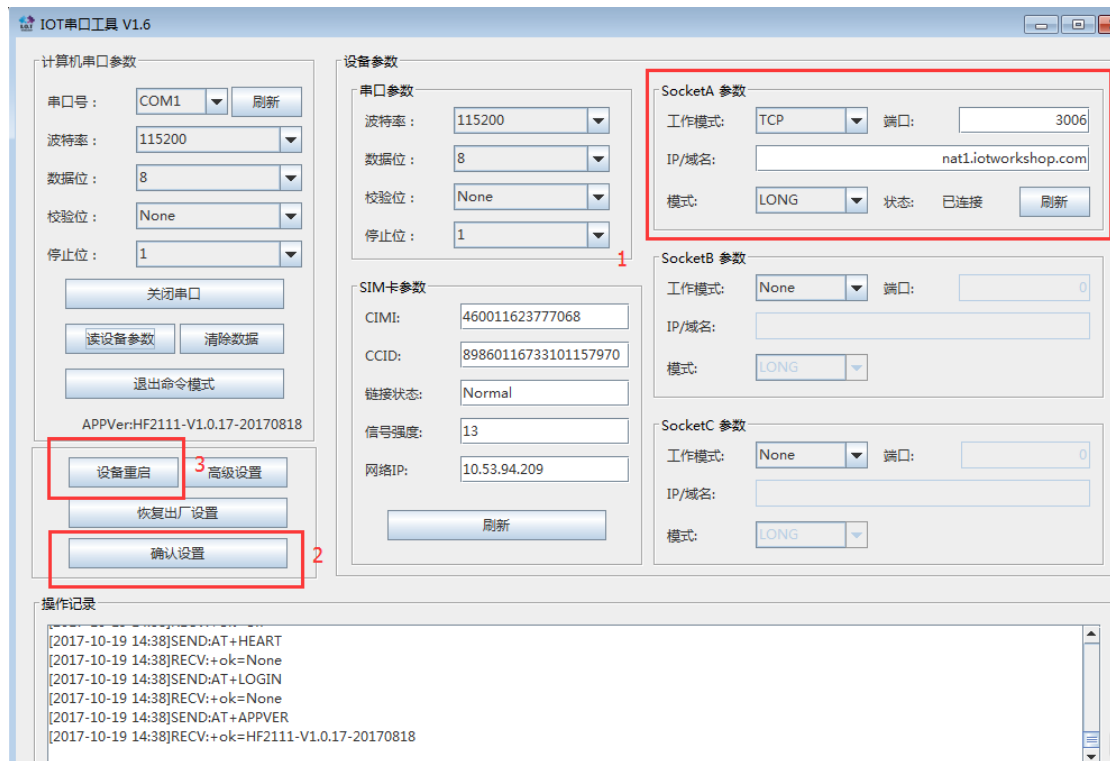 IOT串口工具 V1.6
计算机串口参数
串口号： COM1 刷新
波特率： 115200
数据位： 8
校验位： None
停止位： 1
关闭串口
读设备参数 清除数据
退出命令模式
APPVer:HF2111-V1.0.17-20170818
设备重启 3 高级设置
恢复出厂设置
确认设置 2
设备参数
串口参数
波特率： 115200
数据位： 8
校验位： None
停止位： 1
1
SIM卡参数
CIMI: 460011623777068
CCID: 89860116733101157970
链接状态: Normal
信号强度: 13
网络IP: 10.53.94.209
刷新
SocketA 参数
工作模式: TCP 端口: 3006
IP/域名: nat1.iotworkshop.com
模式: LONG 状态: 已连接 刷新
SocketB 参数
工作模式: None 端口: 0
IP/域名:
模式: LONG
SocketC 参数
工作模式: None 端口: 0
IP/域名:
模式: LONG
操作记录
[2017-10-19 14:38]SEND:AT+HEART
[2017-10-19 14:38]RECV:+ok=None
[2017-10-19 14:38]SEND:AT+LOGIN
[2017-10-19 14:38]RECV:+ok=None
[2017-10-19 14:38]SEND:AT+APPVER
[2017-10-19 14:38]RECV:+ok=HF2111-V1.0.17-20170818